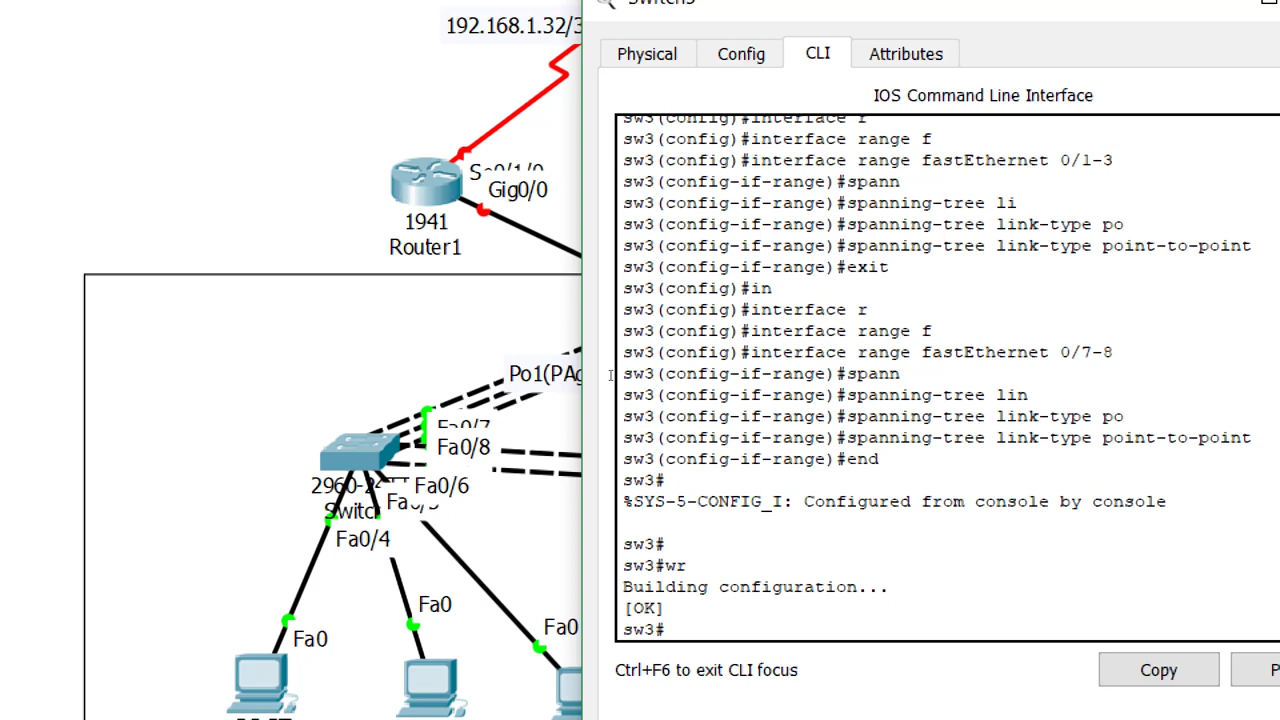 192.168.1.32/3
Gig0/0
1941
Router1
Po1(PAg
Fa0/7
Fa0/8
Fa0/6
Fa0/4
Fa0
Fa0
Fa0
Physical
Config
CLI
Attributes
IOS Command Line Interface
sw3(config)#interface r
sw3(config)#interface range f
sw3(config)#interface range fastEthernet 0/1-3
sw3(config-if-range)#spann
sw3(config-if-range)#spanning-tree li
sw3(config-if-range)#spanning-tree link-type po
sw3(config-if-range)#spanning-tree link-type point-to-point
sw3(config-if-range)#exit
sw3(config)#in
sw3(config)#interface r
sw3(config)#interface range f
sw3(config)#interface range fastEthernet 0/7-8
sw3(config-if-range)#spann
sw3(config-if-range)#spanning-tree lin
sw3(config-if-range)#spanning-tree link-type po
sw3(config-if-range)#spanning-tree link-type point-to-point
sw3(config-if-range)#end
sw3#
%SYS-5-CONFIG_I: Configured from console by console
sw3#
sw3#wr
Building configuration...
[OK]
sw3#
Ctrl+F6 to exit CLI focus
Copy
P